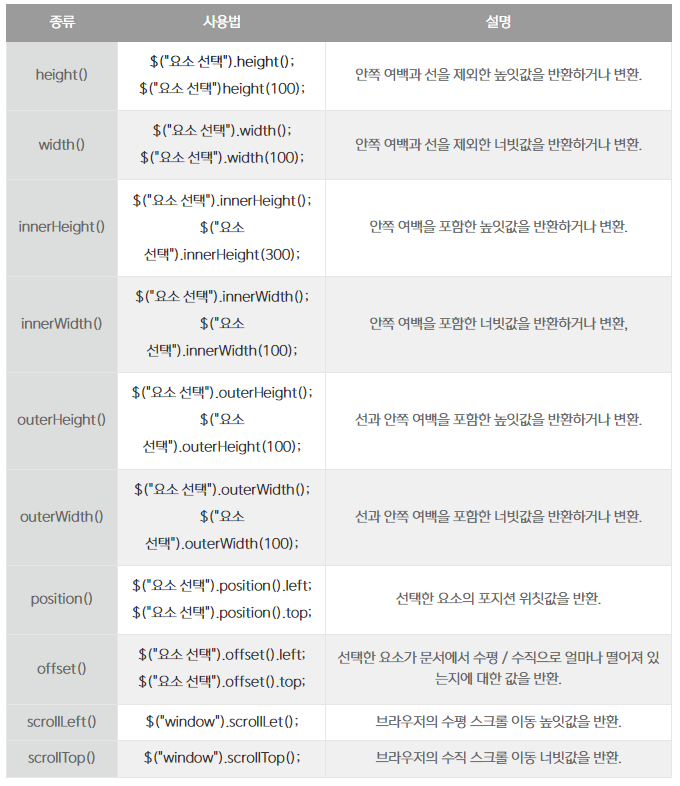 종류 사용법 설명
height() $("요소 선택").height(); 안쪽 여백과 선을 제외한 높잇값을 반환하거나 변환.
$("요소 선택")height(100);
width() $("요소 선택").width(); 안쪽 여백과 선을 제외한 너빗값을 반환하거나 변환.
$("요소 선택").width(100);
innerHeight() $("요소 선택").innerHeight(); 안쪽 여백을 포함한 높잇값을 반환하거나 변환.
$("요소
선택").innerHeight(300);
innerWidth() $("요소 선택").innerWidth(); 안쪽 여백을 포함한 너빗값을 반환하거나 변환,
$("요소
선택").innerWidth(100);
outerHeight() $("요소 선택").outerHeight(); 선과 안쪽 여백을 포함한 높잇값을 반환하거나 변환.
$("요소
선택").outerHeight(100);
outerWidth() $("요소 선택").outerWidth(); 선과 안쪽 여백을 포함한 너빗값을 반환하거나 변환.
$("요소
선택").outerWidth(100);
position() $("요소 선택").position().left; 선택한 요소의 포지션 위칫값을 반환.
$("요소 선택").position().top;
offset() $("요소 선택").offset().left; 선택한 요소가 문서에서 수평 / 수직으로 얼마나 떨어져 있
$("요소 선택").offset().top; 는지에 대한 값을 반환.
scrollLeft() $("window").scrollLet(); 브라우저의 수평 스크롤 이동 높잇값을 반환.
scrollTop() $("window").scrollTop(); 브라우저의 수직 스크롤 이동 너빗값을 반환.